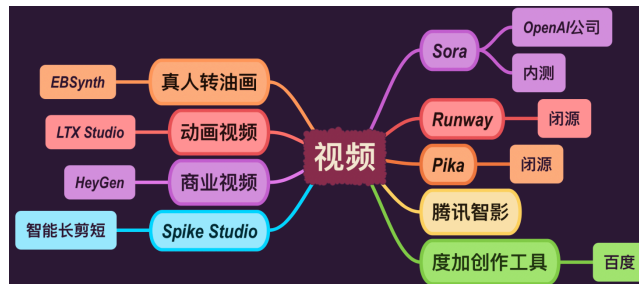 视频
Sora
OpenAI公司
内测
Runway
闭源
Pika
闭源
腾讯智影
度加创作工具
百度
真人转油画
EBSynth
动画视频
LTX Studio
商业视频
HeyGen
Spike Studio
智能长剪短